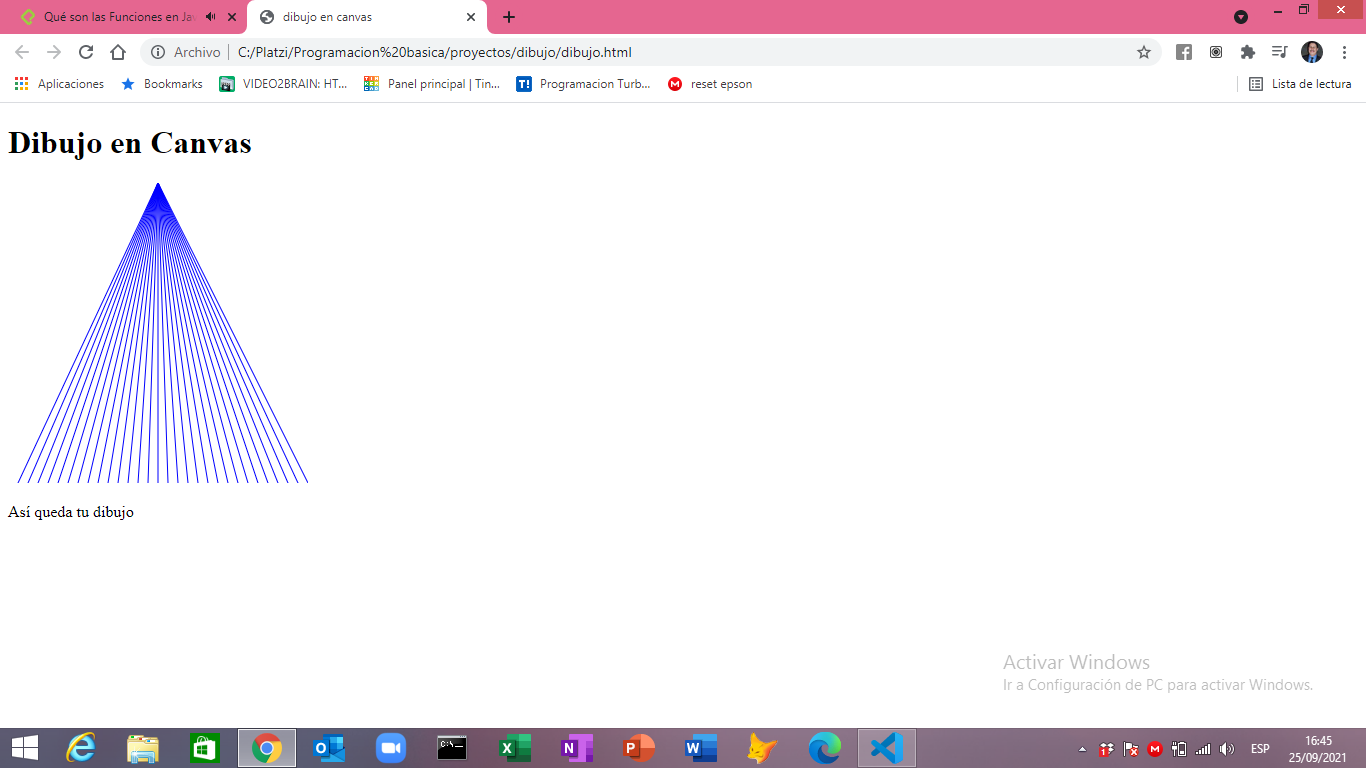 Qué son las Funciones en Jav
dibujo en canvas
Archivo
C:/Platzi/Programacion%20basica/proyectos/dibujo/dibujo.html
Aplicaciones
Bookmarks
VIDEO2BRAIN: HT...
Panel principal | Tin...
Programacion Turb...
reset epson
Lista de lectura
Dibujo en Canvas
Así queda tu dibujo
Activar Windows
Ir a Configuración de PC para activar Windows.
ESP
16:45
25/09/2021